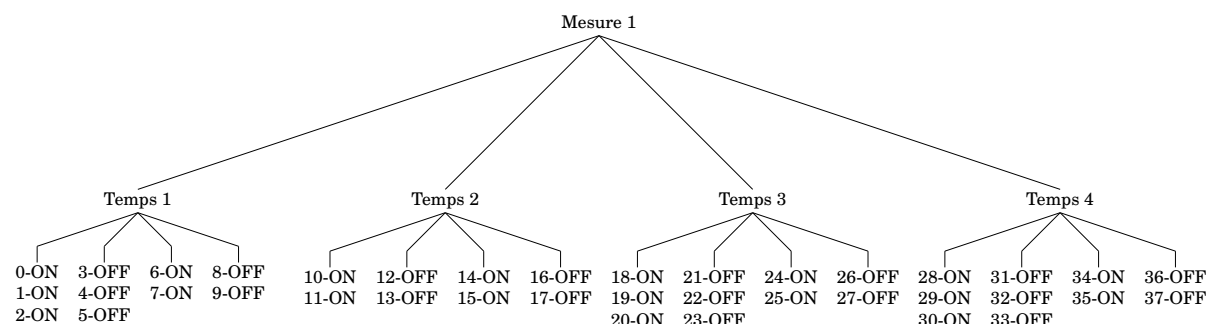 Mesure 1
Temps 1 Temps 2 Temps 3 Temps 4
0-ON 3-OFF 6-ON 8-OFF 10-ON 12-OFF 14-ON 16-OFF 18-ON 21-OFF 24-ON 26-OFF 28-ON 31-OFF 34-ON 36-OFF
1-ON 4-OFF 7-ON 9-OFF 11-ON 13-OFF 15-ON 17-OFF 19-ON 22-OFF 25-ON 27-OFF 29-ON 32-OFF 35-ON 37-OFF
2-ON 5-OFF 20-ON 23-OFF 30-ON 33-OFF